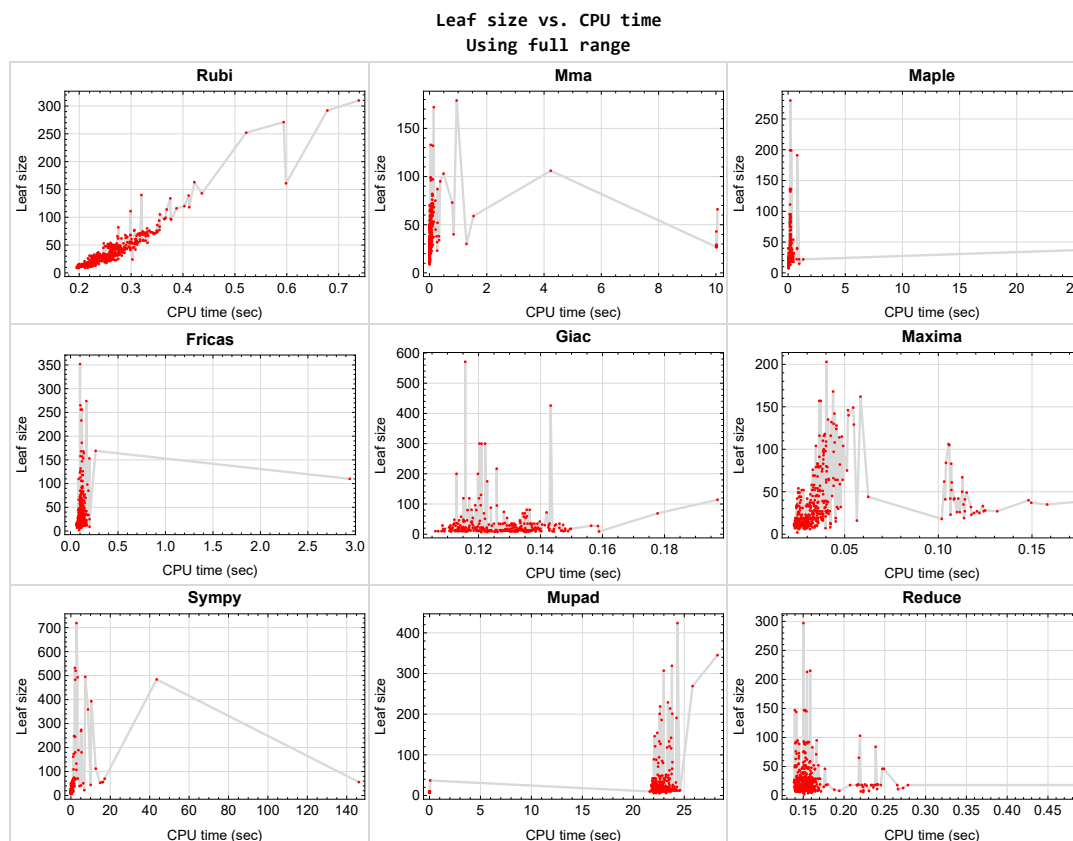 Leaf size vs. CPU time
Using full range
Rubi
Leaf size
300
250
200
150
100
50
0
0.2 0.3 0.4 0.5 0.6 0.7
CPU time (sec)
Mma
Leaf size
150
100
50
0
0 2 4 6 8 10
CPU time (sec)
Maple
Leaf size
250
200
150
100
50
0
0 5 10 15 20 25
CPU time (sec)
Fricas
Leaf size
350
300
250
200
150
100
50
0
0.0 0.5 1.0 1.5 2.0 2.5 3.0
CPU time (sec)
Giac
Leaf size
600
500
400
300
200
100
0
0.12 0.14 0.16 0.18
CPU time (sec)
Maxima
Leaf size
200
150
100
50
0
0.05 0.10 0.15
CPU time (sec)
Sympy
Leaf size
700
600
500
400
300
200
100
0
0 20 40 60 80 100 120 140
CPU time (sec)
Mupad
Leaf size
400
300
200
100
0
0 5 10 15 20 25
CPU time (sec)
Reduce
Leaf size
300
250
200
150
100
50
0
0.15 0.20 0.25 0.30 0.35 0.40 0.45
CPU time (sec)